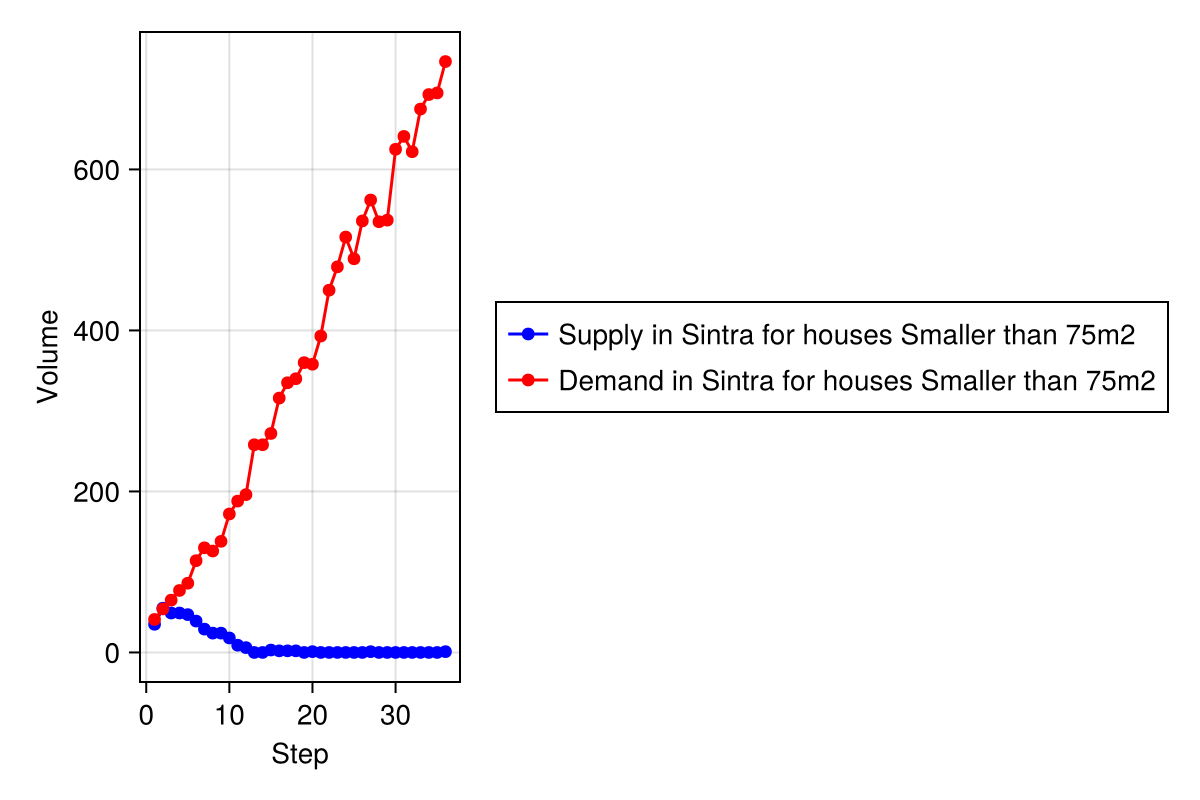 600
400
200
0
Volume
0 10 20 30
Step
Supply in Sintra for houses Smaller than 75m2
Demand in Sintra for houses Smaller than 75m2